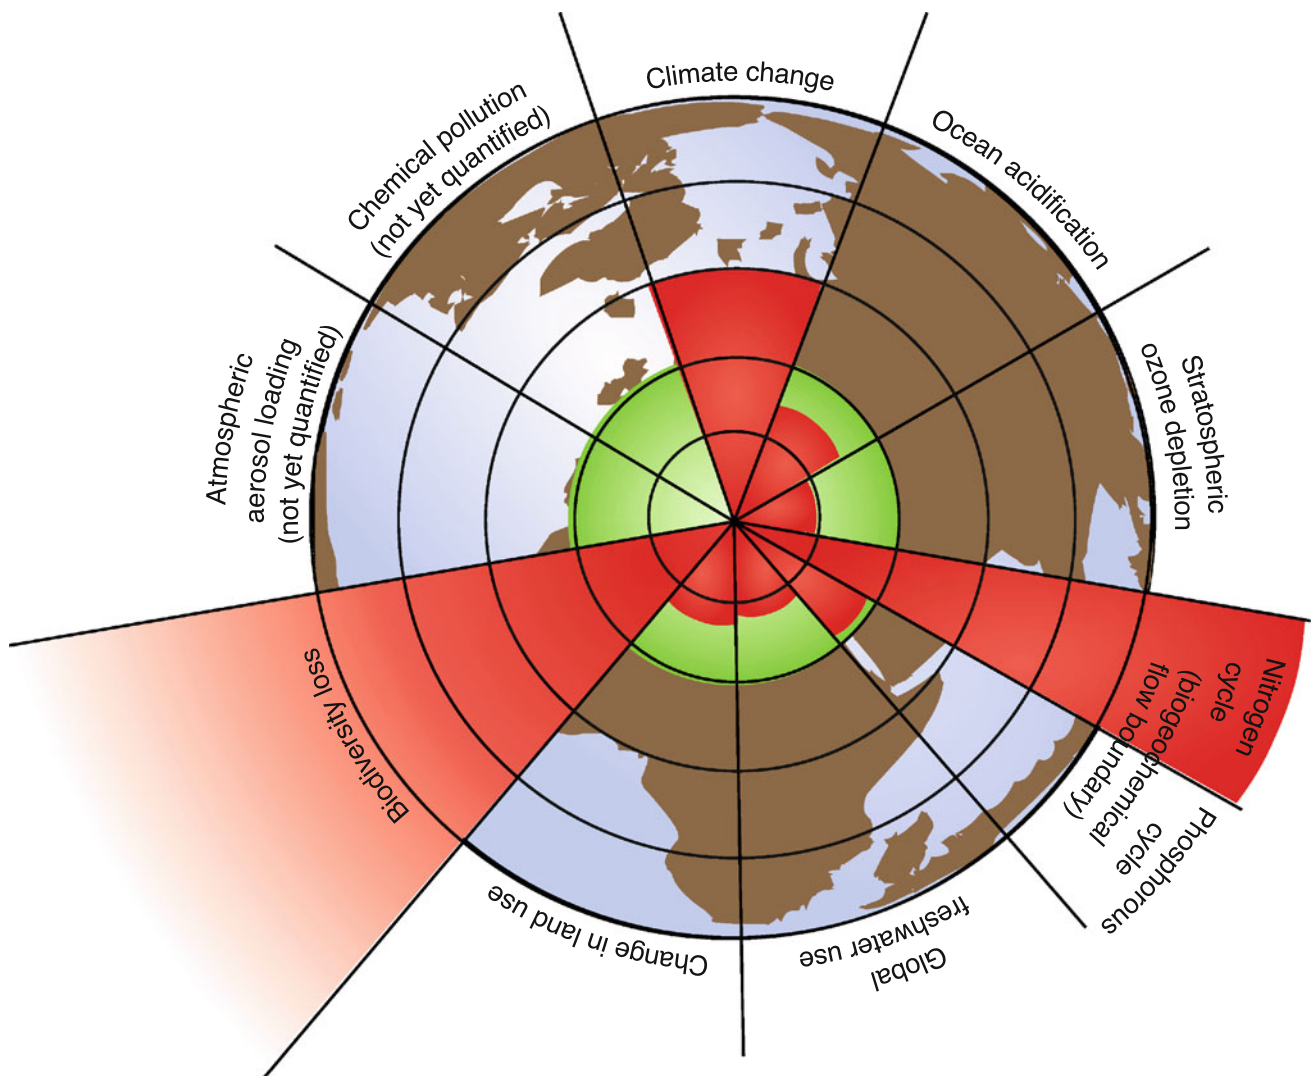 Climate change
Ocean acidification
Stratospheric
ozone depletion
Nitrogen
cycle
(biogeochemical
flow boundary)
Phosphorous
cycle
Global
freshwater use
Change in land use
Biodiversity loss
Atmospheric
aerosol loading
(not yet quantified)
Chemical pollution
(not yet quantified)